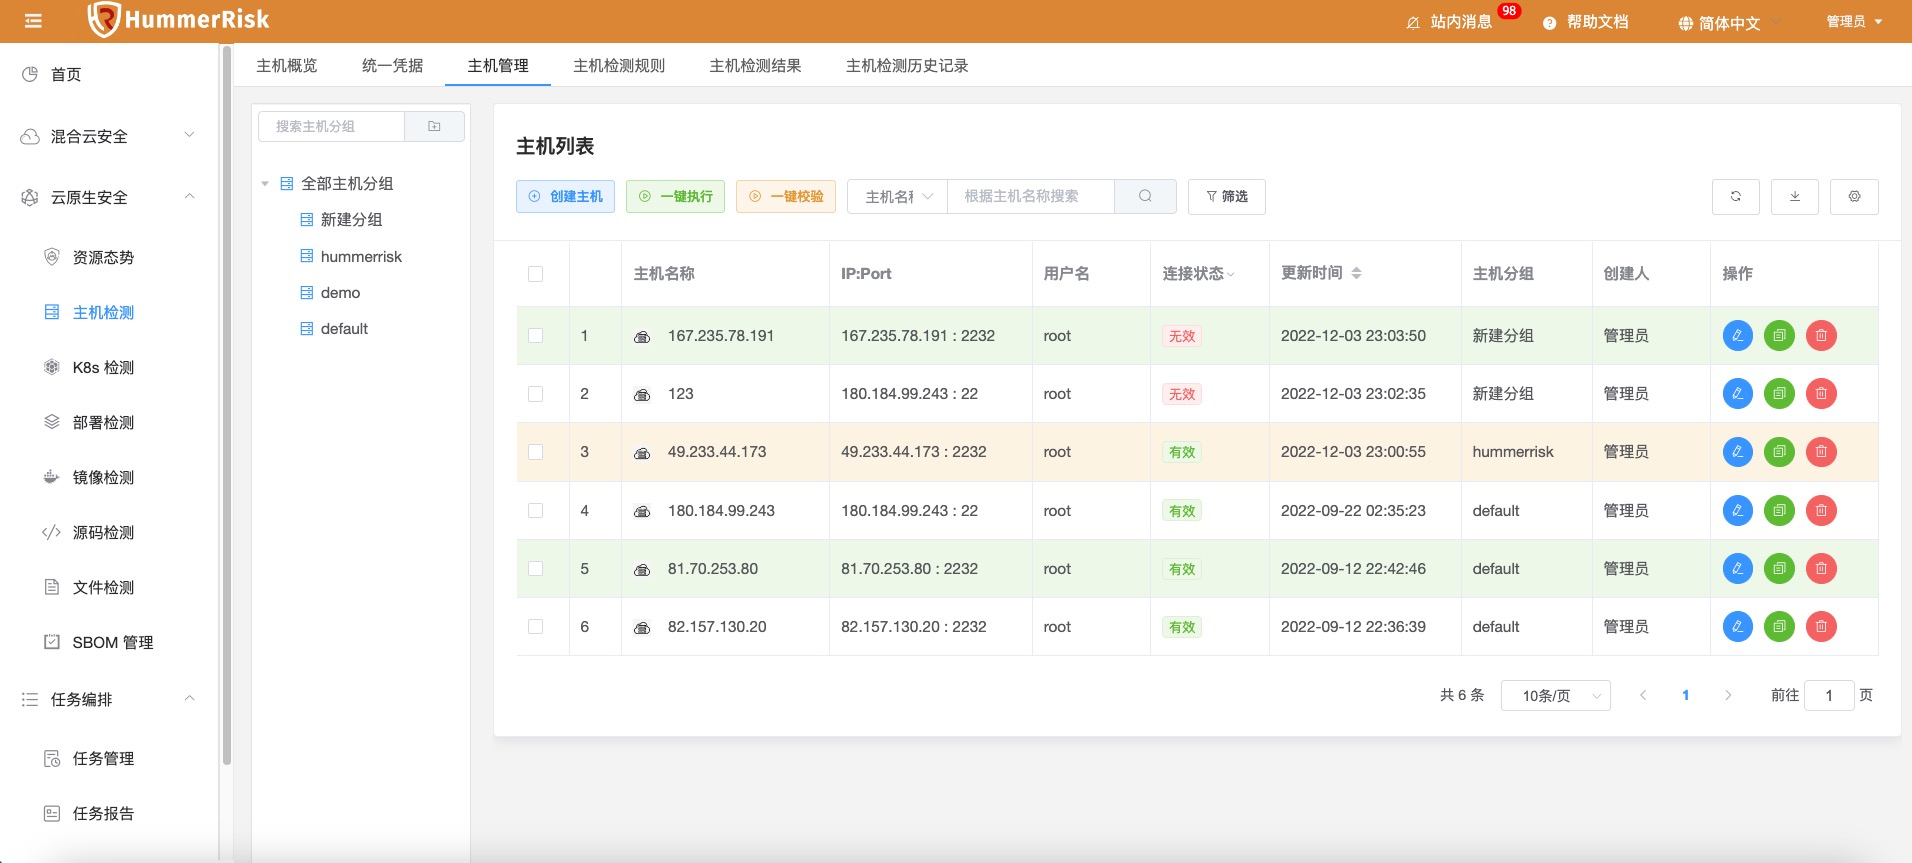 HummerRisk
站内消息 98
帮助文档
简体中文
管理员
首页
混合云安全
云原生安全
资源态势
主机检测
K8s 检测
部署检测
镜像检测
源码检测
文件检测
SBOM 管理
任务编排
任务管理
任务报告
主机概览 统一凭据 主机管理 主机检测规则 主机检测结果 主机检测历史记录
搜索主机分组
全部主机分组
新建分组
hummerrisk
demo
default
主机列表
创建主机 一键执行 一键校验 主机名称 根据主机名称搜索 筛选
主机名称 IP:Port 用户名 连接状态 更新时间 主机分组 创建人 操作
1 167.235.78.191 167.235.78.191 : 2232 root 无效 2022-12-03 23:03:50 新建分组 管理员
2 123 180.184.99.243 : 22 root 无效 2022-12-03 23:02:35 新建分组 管理员
3 49.233.44.173 49.233.44.173 : 2232 root 有效 2022-12-03 23:00:55 hummerrisk 管理员
4 180.184.99.243 180.184.99.243 : 22 root 有效 2022-09-22 02:35:23 default 管理员
5 81.70.253.80 81.70.253.80 : 2232 root 有效 2022-09-12 22:42:46 default 管理员
6 82.157.130.20 82.157.130.20 : 2232 root 有效 2022-09-12 22:36:39 default 管理员
共 6 条 10条/页 1 前往 1 页